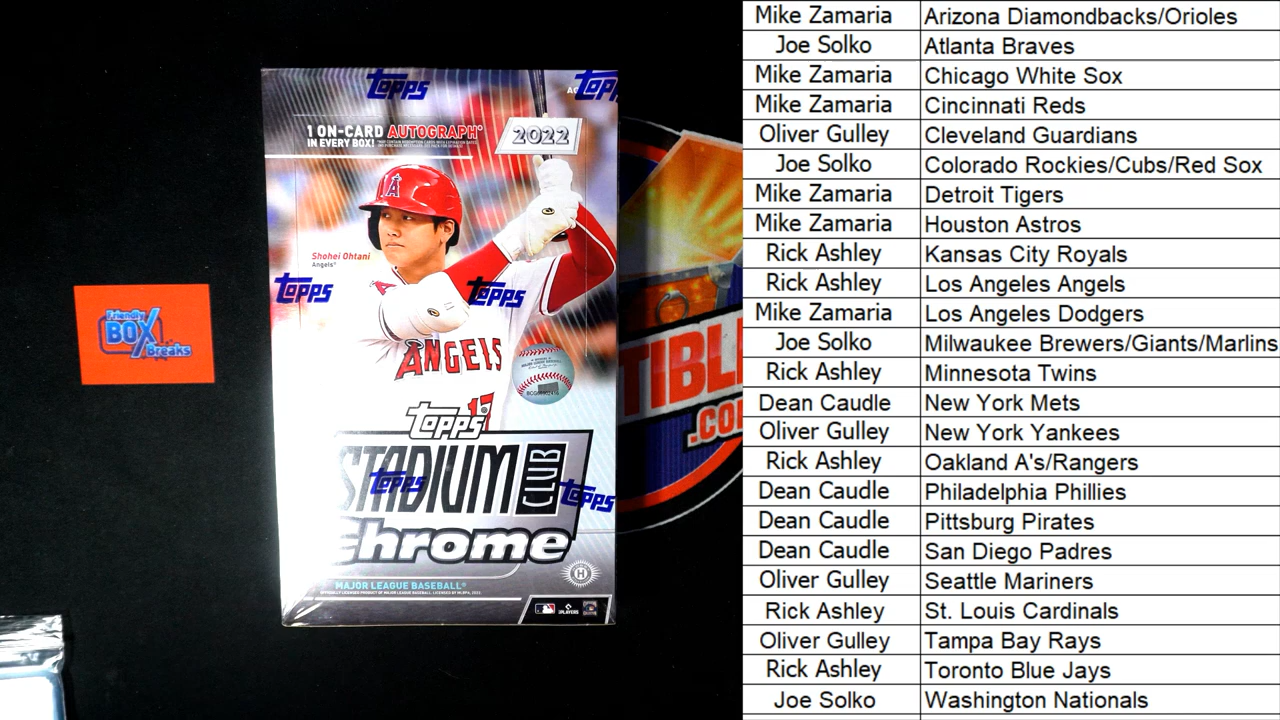 Topps
Topps
1 ON-CARD AUTOGRAPH
IN EVERY BOX!
2022
A
Shohei Ohtani
Angels
Topps
Topps
ANGELS
17
Topps
STADIUM
CLUB
Topps
Topps
chrome
H
MAJOR LEAGUE BASEBALL
Friendly
BOX
Breaks
TIBL
.CO
Mike Zamaria Arizona Diamondbacks/Orioles
Joe Solko Atlanta Braves
Mike Zamaria Chicago White Sox
Mike Zamaria Cincinnati Reds
Oliver Gulley Cleveland Guardians
Joe Solko Colorado Rockies/Cubs/Red Sox
Mike Zamaria Detroit Tigers
Mike Zamaria Houston Astros
Rick Ashley Kansas City Royals
Rick Ashley Los Angeles Angels
Mike Zamaria Los Angeles Dodgers
Joe Solko Milwaukee Brewers/Giants/Marlins
Rick Ashley Minnesota Twins
Dean Caudle New York Mets
Oliver Gulley New York Yankees
Rick Ashley Oakland A's/Rangers
Dean Caudle Philadelphia Phillies
Dean Caudle Pittsburg Pirates
Dean Caudle San Diego Padres
Oliver Gulley Seattle Mariners
Rick Ashley St. Louis Cardinals
Oliver Gulley Tampa Bay Rays
Rick Ashley Toronto Blue Jays
Joe Solko Washington Nationals